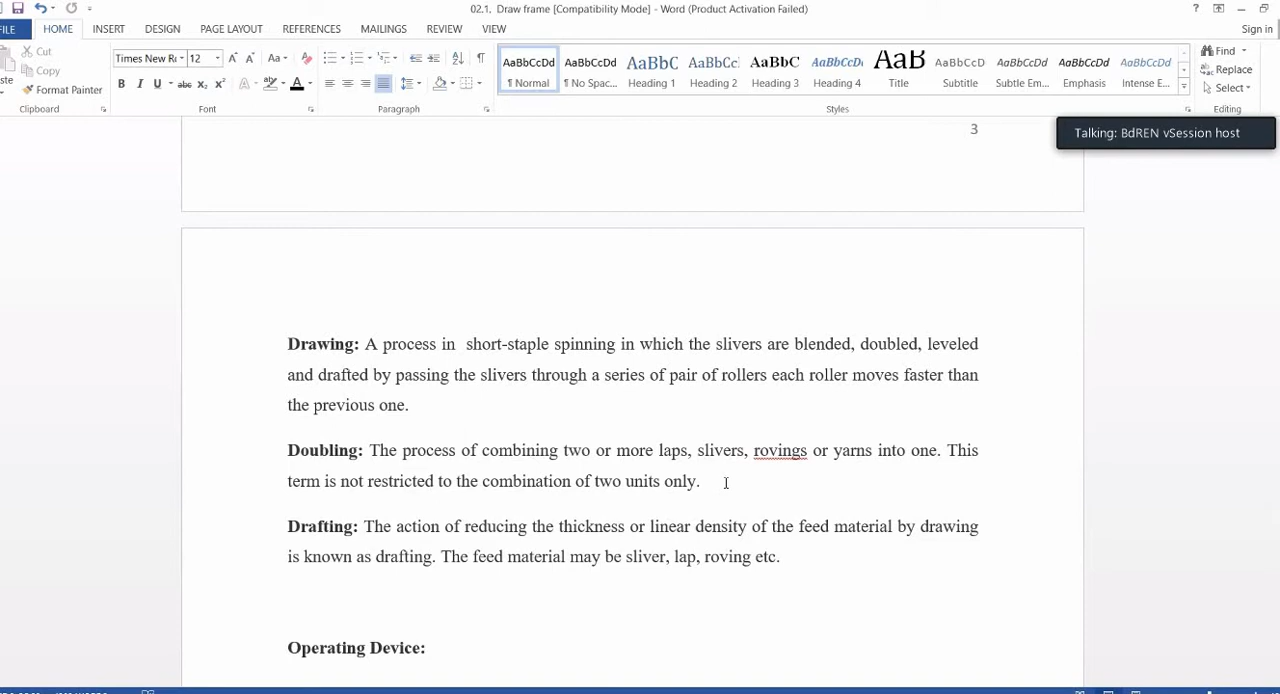 02.1. Draw frame [Compatibility Mode] - Word (Product Activation Failed)
?
FILE HOME INSERT DESIGN PAGE LAYOUT REFERENCES MAILINGS REVIEW VIEW Sign in
Cut
Copy
Format Painter
Clipboard
Times New R 12 Aa
B I U abc x₂ x² A A
Font
Paragraph
AaBbCcDd AaBbCcDd AaBbC AaBbCc AaBbC AaBbCcD AaB AaBbCcD AaBbCcDd AaBbCcDd AaBbCcDd
¶ Normal ¶ No Spac... Heading 1 Heading 2 Heading 3 Heading 4 Title Subtitle Subtle Em... Emphasis Intense E...
Styles
Find
Replace
Select
Editing
Talking: BdREN vSession host
3
Drawing: A process in short-staple spinning in which the slivers are blended, doubled, leveled
and drafted by passing the slivers through a series of pair of rollers each roller moves faster than
the previous one.
Doubling: The process of combining two or more laps, slivers, rovings or yarns into one. This
term is not restricted to the combination of two units only.
Drafting: The action of reducing the thickness or linear density of the feed material by drawing
is known as drafting. The feed material may be sliver, lap, roving etc.
Operating Device: